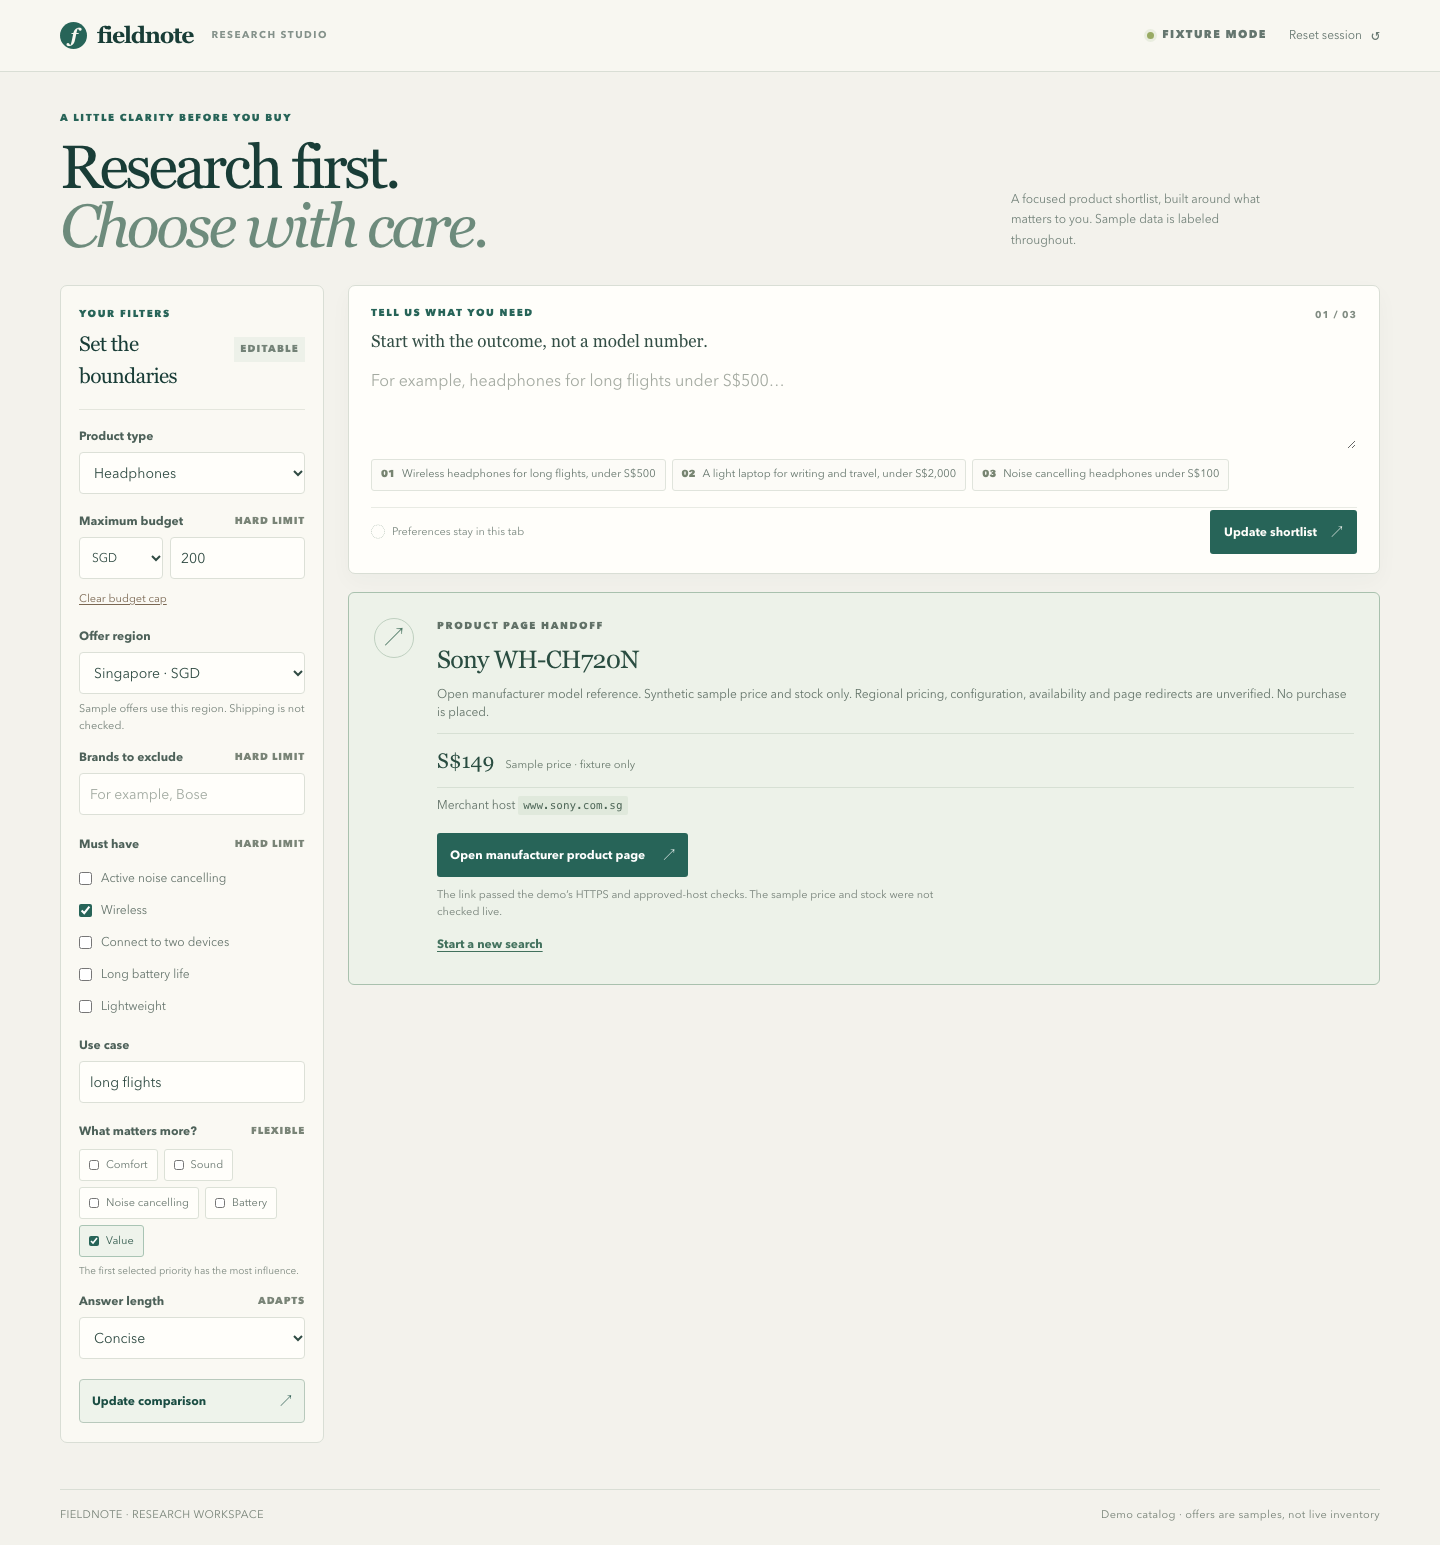 f fieldnote RESEARCH STUDIO
FIXTURE MODE Reset session ↺
A LITTLE CLARITY BEFORE YOU BUY
Research first.
Choose with care.
A focused product shortlist, built around what
matters to you. Sample data is labeled
throughout.
YOUR FILTERS
Set the
boundaries
EDITABLE
Product type
Headphones
Maximum budget HARD LIMIT
SGD 200
Clear budget cap
Offer region
Singapore · SGD
Sample offers use this region. Shipping is not
checked.
Brands to exclude HARD LIMIT
For example, Bose
Must have HARD LIMIT
Active noise cancelling
Wireless
Connect to two devices
Long battery life
Lightweight
Use case
long flights
What matters more? FLEXIBLE
Comfort Sound
Noise cancelling Battery
Value
The first selected priority has the most influence.
Answer length ADAPTS
Concise
Update comparison ↗
TELL US WHAT YOU NEED 01 / 03
Start with the outcome, not a model number.
For example, headphones for long flights under S$500…
01 Wireless headphones for long flights, under S$500 02 A light laptop for writing and travel, under S$2,000 03 Noise cancelling headphones under S$100
Preferences stay in this tab Update shortlist ↗
↗ PRODUCT PAGE HANDOFF
Sony WH-CH720N
Open manufacturer model reference. Synthetic sample price and stock only. Regional pricing, configuration, availability and page redirects are unverified. No purchase
is placed.
S$149 Sample price · fixture only
Merchant host www.sony.com.sg
Open manufacturer product page ↗
The link passed the demo's HTTPS and approved-host checks. The sample price and stock were not
checked live.
Start a new search
FIELDNOTE · RESEARCH WORKSPACE Demo catalog · offers are samples, not live inventory